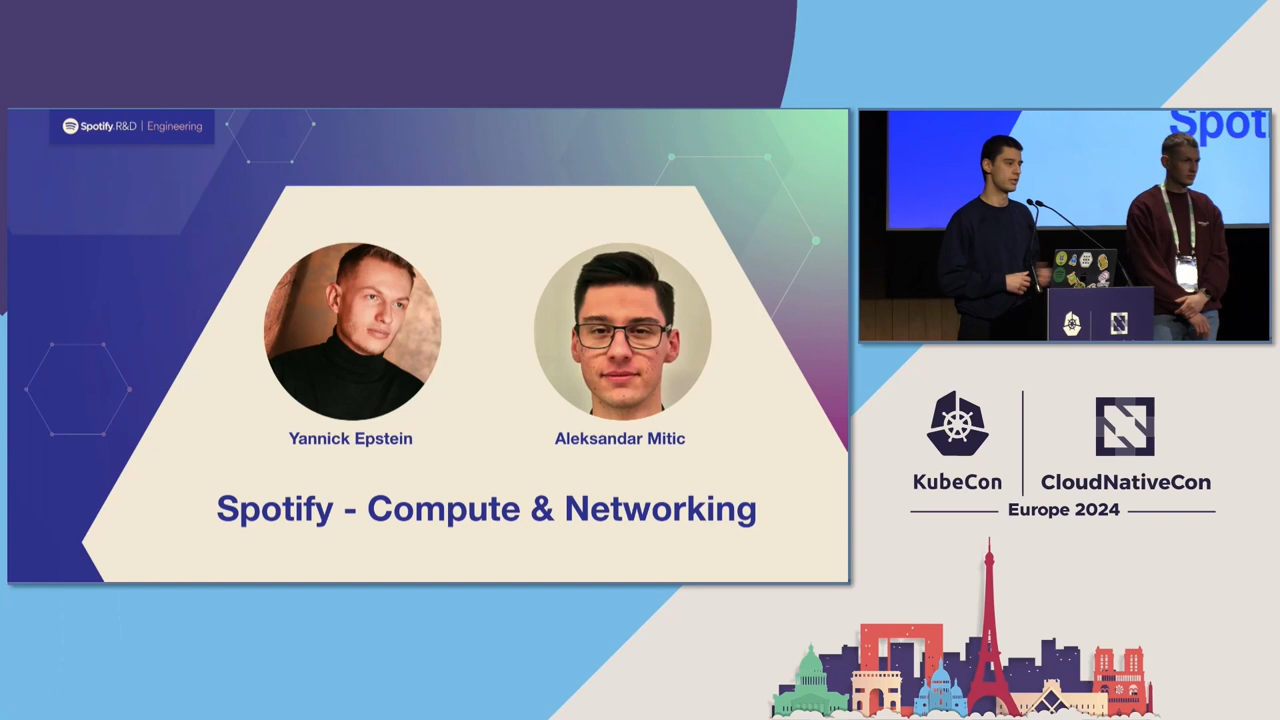 Spotify R&D | Engineering
Yannick Epstein
Aleksandar Mitic
Spotify - Compute & Networking
Spot
KubeCon
CloudNativeCon
Europe 2024